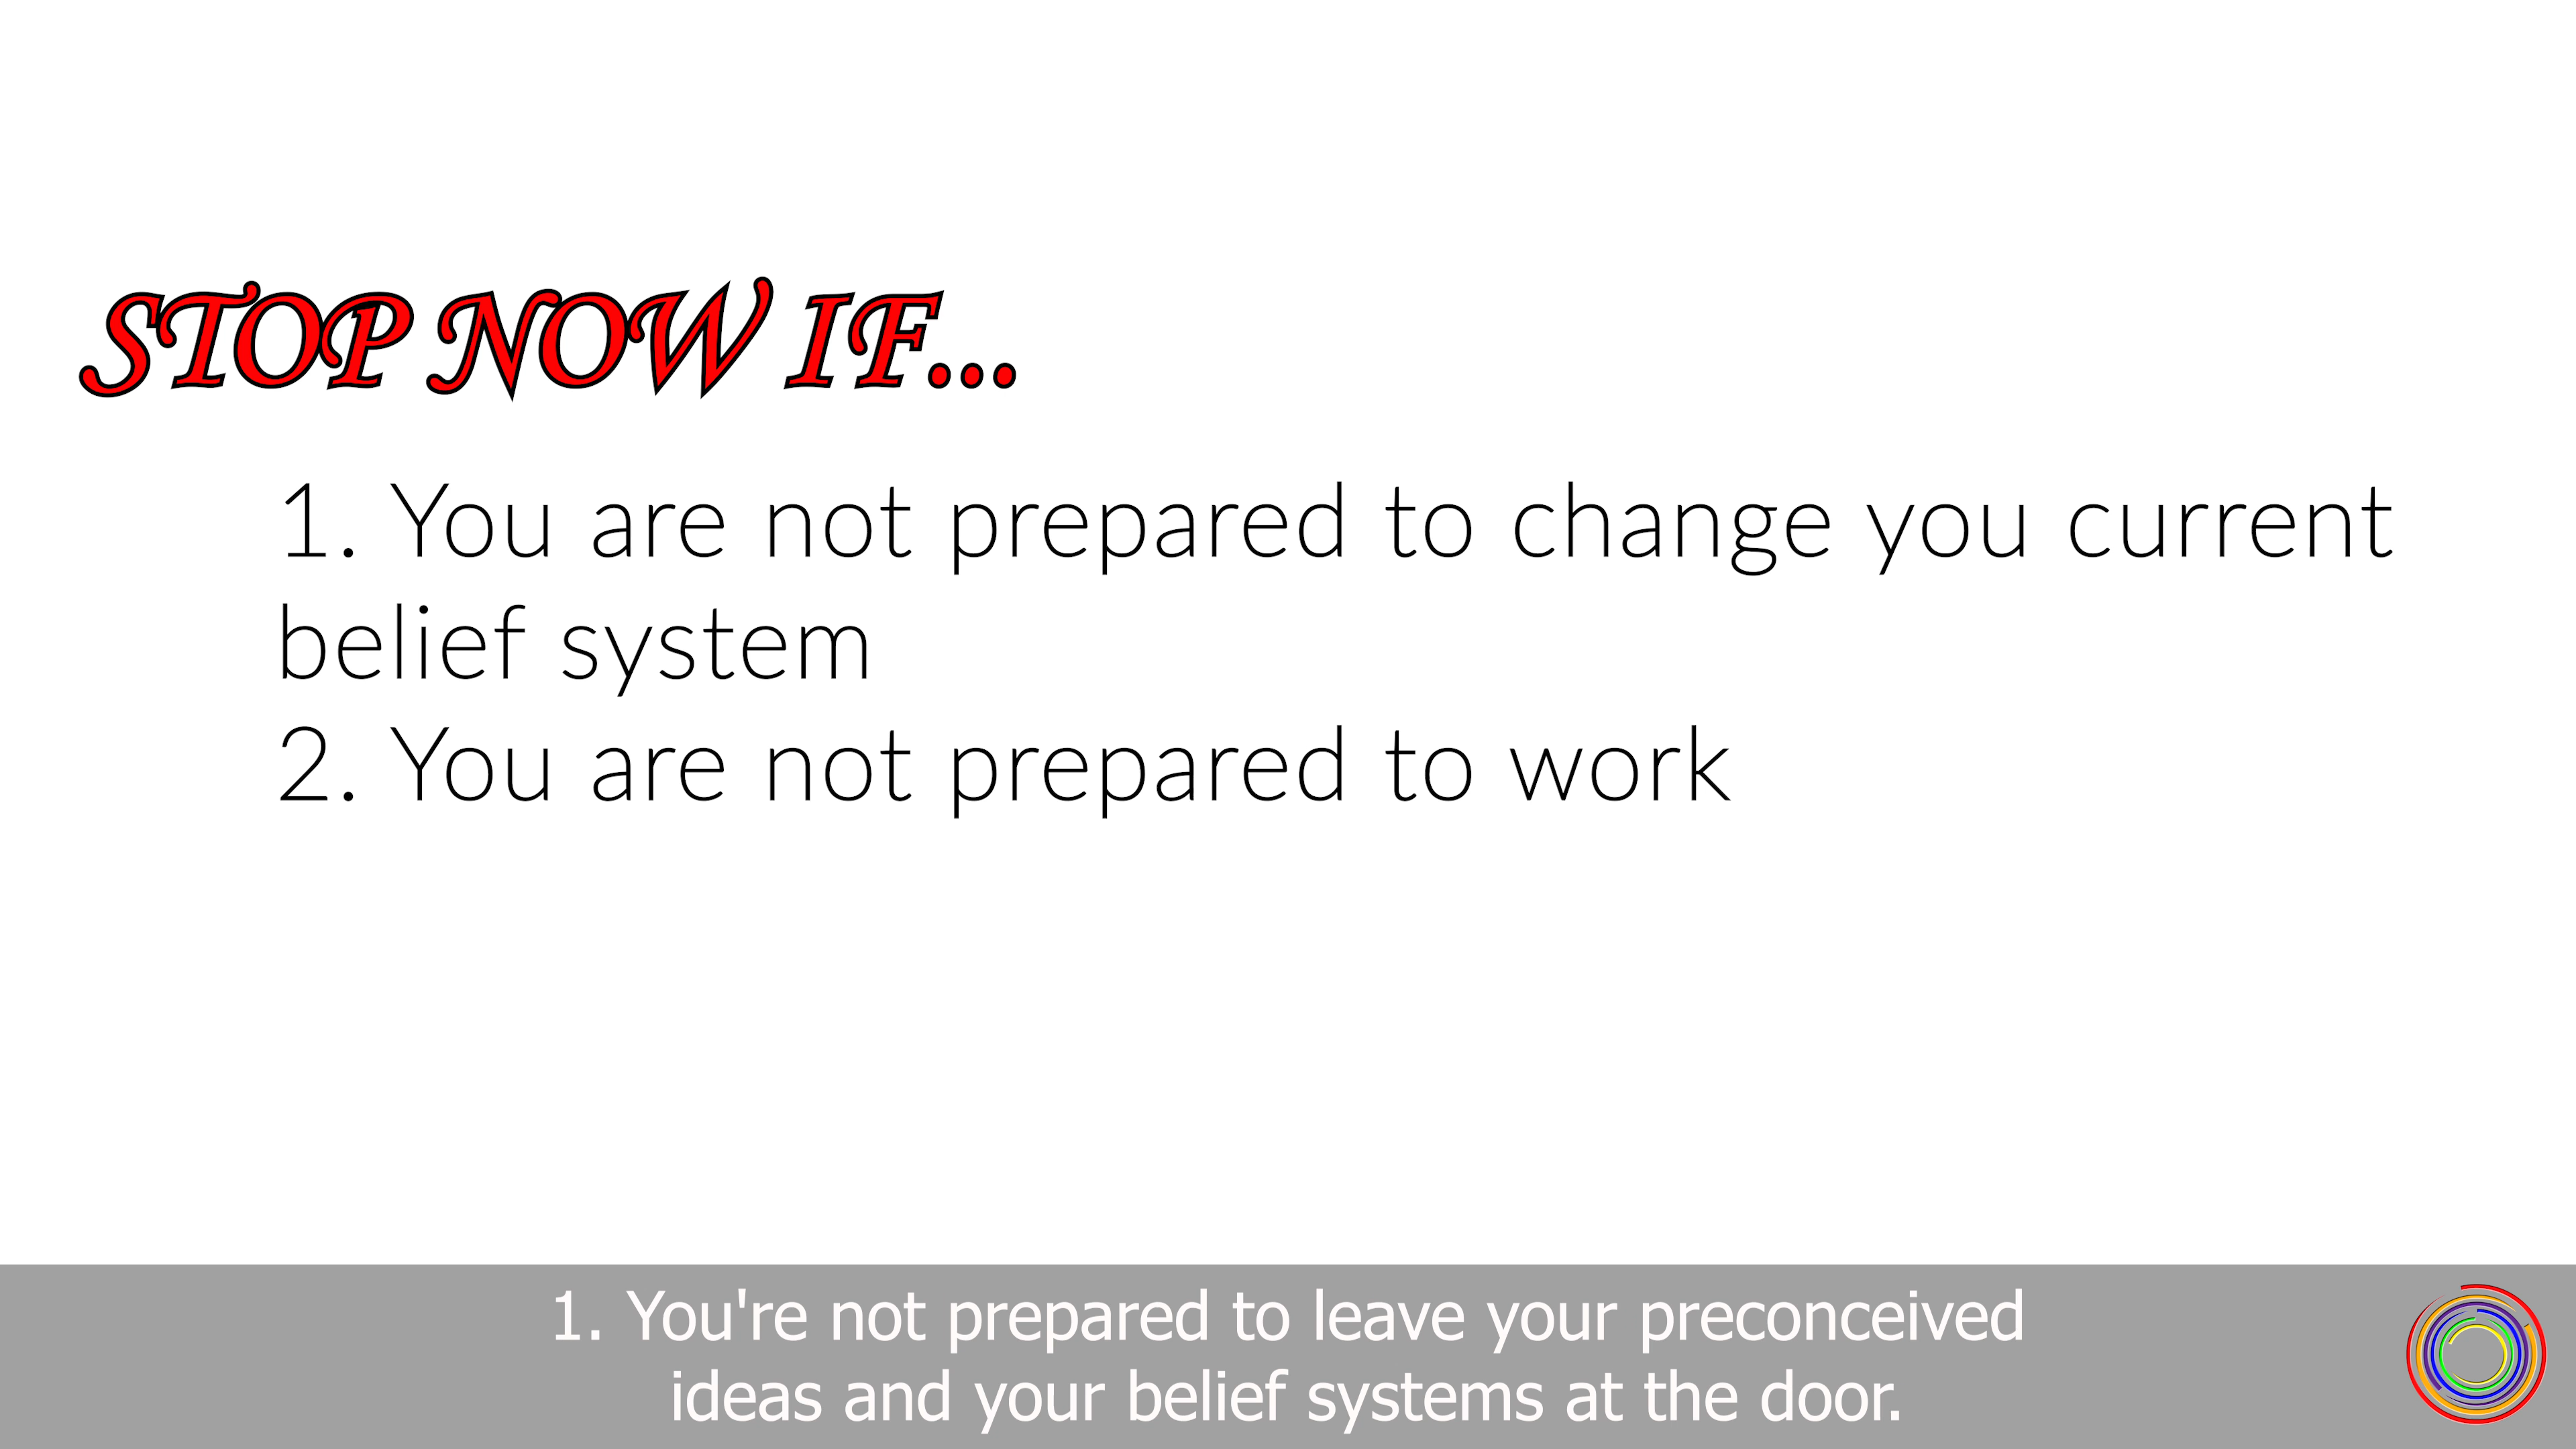 STOP NOW IF...
1. You are not prepared to change you current
belief system
2. You are not prepared to work
1. You're not prepared to leave your preconceived
ideas and your belief systems at the door.